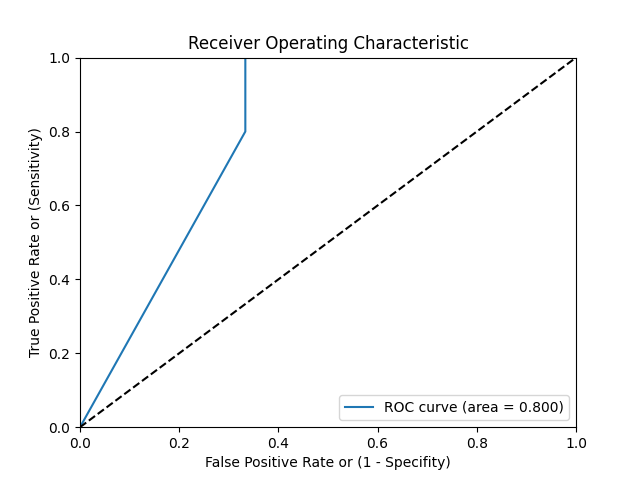 Receiver Operating Characteristic
True Positive Rate or (Sensitivity)
1.0
0.8
0.6
0.4
0.2
0.0
ROC curve (area = 0.800)
0.0 0.2 0.4 0.6 0.8 1.0
False Positive Rate or (1 - Specifity)